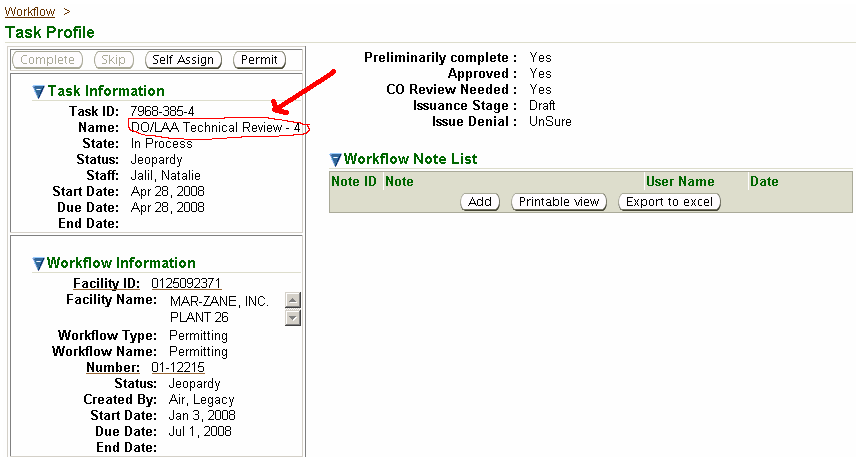 Workflow >
Task Profile
Complete Skip Self Assign Permit
Task Information
Task ID: 7968-385-4
Name: DO/LAA Technical Review - 4
State: In Process
Status: Jeopardy
Staff: Jalil, Natalie
Start Date: Apr 28, 2008
Due Date: Apr 28, 2008
End Date:
Workflow Information
Facility ID: 0125092371
Facility Name: MAR-ZANE, INC.
PLANT 26
Workflow Type: Permitting
Workflow Name: Permitting
Number: 01-12215
Status: Jeopardy
Created By: Air, Legacy
Start Date: Jan 3, 2008
Due Date: Jul 1, 2008
End Date:
Preliminarily complete : Yes
Approved : Yes
CO Review Needed : Yes
Issuance Stage : Draft
Issue Denial : UnSure
Workflow Note List
Note ID Note User Name Date
Add Printable view Export to excel